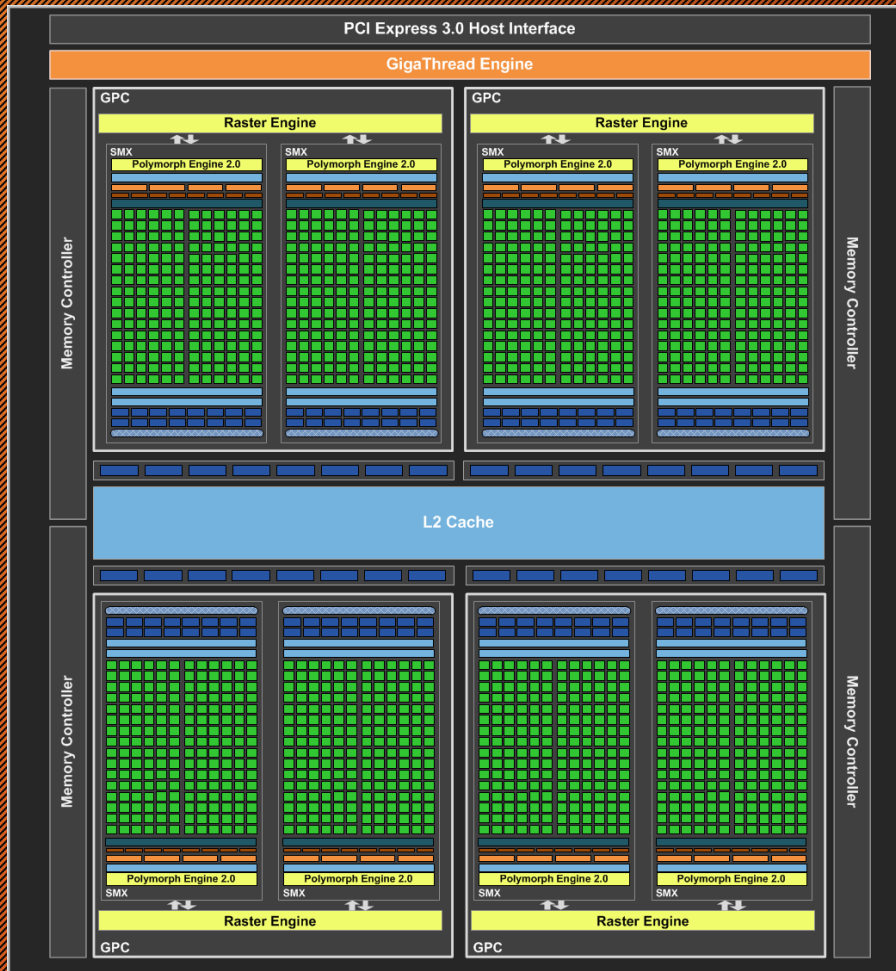 PCI Express 3.0 Host Interface
GigaThread Engine
GPC
Raster Engine
SMX
Polymorph Engine 2.0
SMX
Polymorph Engine 2.0
GPC
Raster Engine
SMX
Polymorph Engine 2.0
SMX
Polymorph Engine 2.0
Memory Controller
Memory Controller
L2 Cache
Memory Controller
Memory Controller
Polymorph Engine 2.0
SMX
Polymorph Engine 2.0
SMX
Raster Engine
GPC
Polymorph Engine 2.0
SMX
Polymorph Engine 2.0
SMX
Raster Engine
GPC